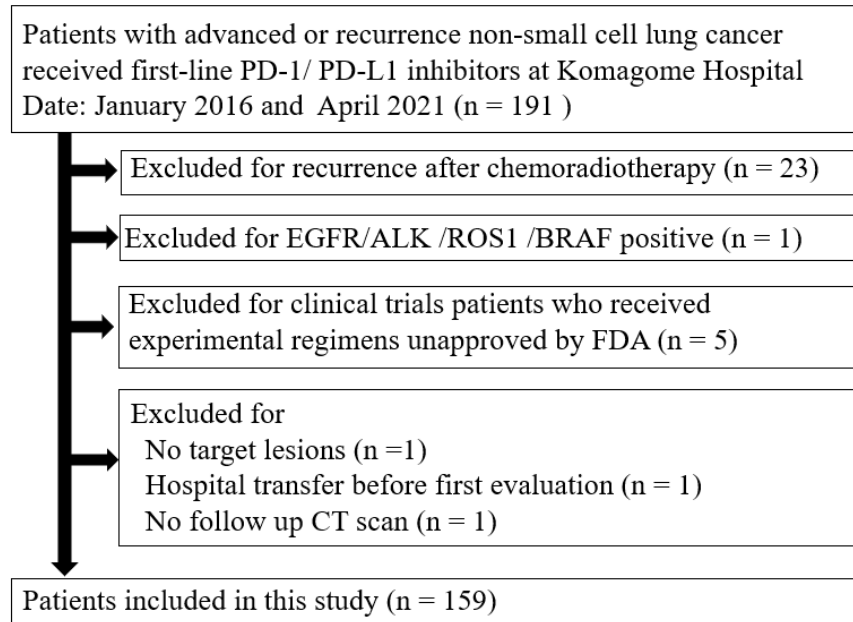 Patients with advanced or recurrence non-small cell lung cancer
received first-line PD-1/ PD-L1 inhibitors at Komagome Hospital
Date: January 2016 and April 2021 (n = 191 )
Excluded for recurrence after chemoradiotherapy (n = 23)
Excluded for EGFR/ALK /ROS1 /BRAF positive (n = 1)
Excluded for clinical trials patients who received
experimental regimens unapproved by FDA (n = 5)
Excluded for
No target lesions (n =1)
Hospital transfer before first evaluation (n = 1)
No follow up CT scan (n = 1)
Patients included in this study (n = 159)